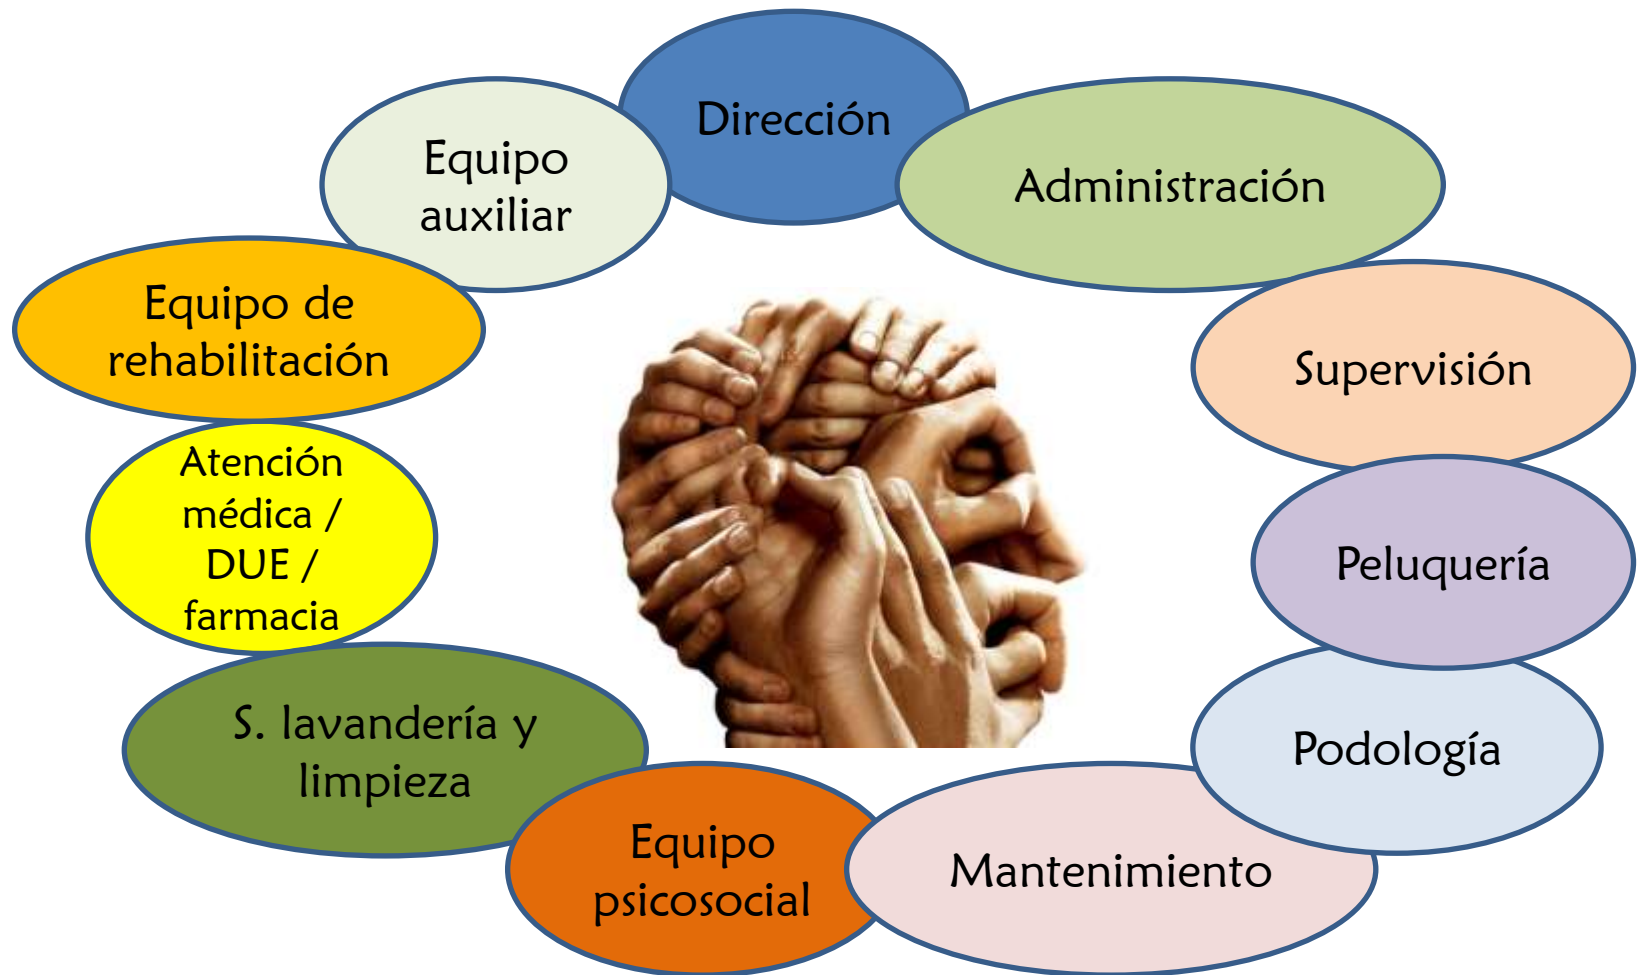 Dirección
Administración
Supervisión
Peluquería
Podología
Mantenimiento
Equipo
psicosocial
S. lavandería y
limpieza
Atención
médica /
DUE /
farmacia
Equipo de
rehabilitación
Equipo
auxiliar